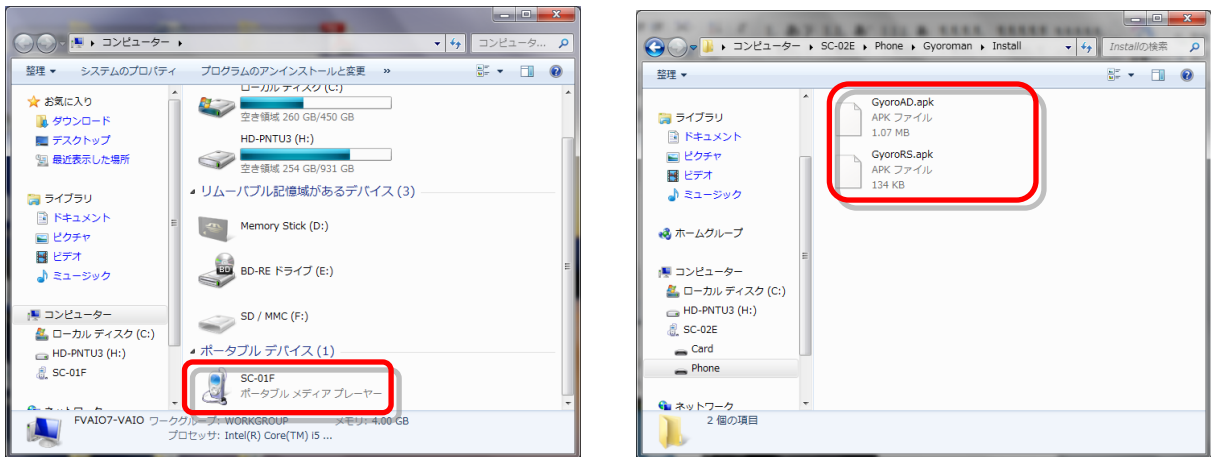 コンピューター
コンピュータ...
整理
システムのプロパティ
プログラムのアンインストールと変更
»
お気に入り
ダウンロード
デスクトップ
最近表示した場所
ライブラリ
ドキュメント
ピクチャ
ビデオ
ミュージック
コンピューター
ローカル ディスク (C:)
HD-PNTU3 (H:)
SC-01F
ネットワーク
ローカル ディスク (C:)
空き領域 260 GB/450 GB
HD-PNTU3 (H:)
空き領域 254 GB/931 GB
リムーバブル記憶域があるデバイス (3)
Memory Stick (D:)
BD-RE ドライブ (E:)
SD / MMC (F:)
ポータブル デバイス (1)
SC-01F
ポータブル メディア プレーヤー
FVAIO7-VAIO ワークグループ: WORKGROUP メモリ: 4.00 GB
プロセッサ: Intel(R) Core(TM) i5 ...
コンピューター
SC-02E
Phone
Gyoroman
Install
Installの検索
整理
ライブラリ
ドキュメント
ピクチャ
ビデオ
ミュージック
ホームグループ
コンピューター
ローカル ディスク (C:)
HD-PNTU3 (H:)
SC-02E
Card
Phone
ネットワーク
GyoroAD.apk
APK ファイル
1.07 MB
GyoroRS.apk
APK ファイル
134 KB
2 個の項目